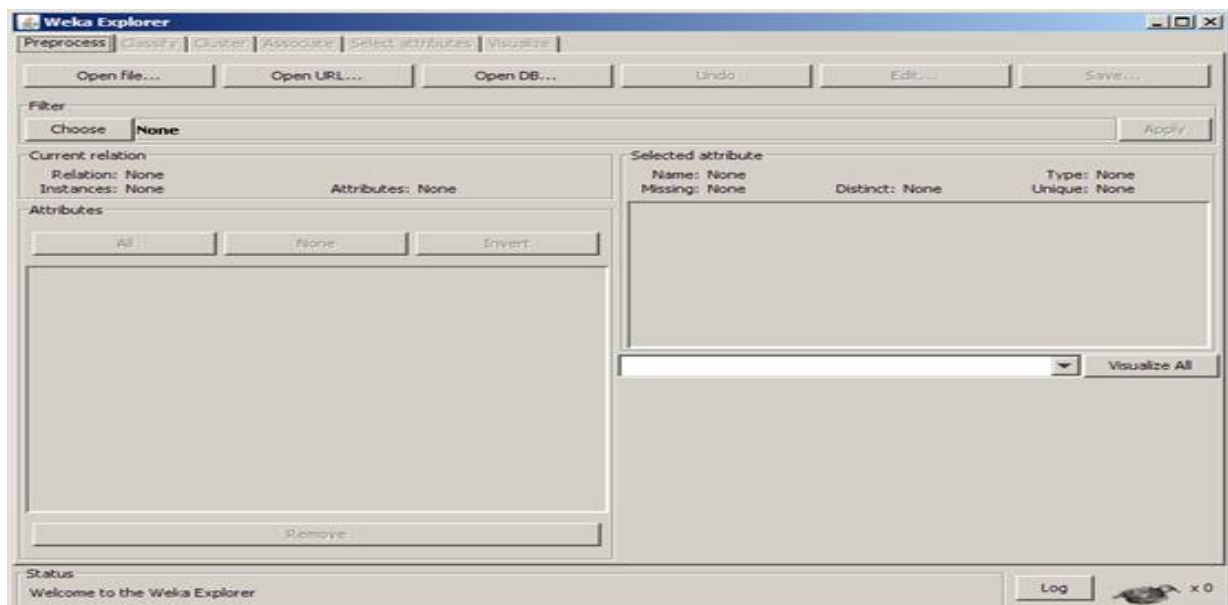 Weka Explorer
Preprocess Classify Cluster Associate Select attributes Visualize
Open file... Open URL... Open DB... Undo Edit... Save...
Filter
Choose None Apply
Current relation
Relation: None
Instances: None Attributes: None
Selected attribute
Name: None Type: None
Missing: None Distinct: None Unique: None
Attributes
All None Invert
Visualize All
Remove
Status
Welcome to the Weka Explorer
Log x 0